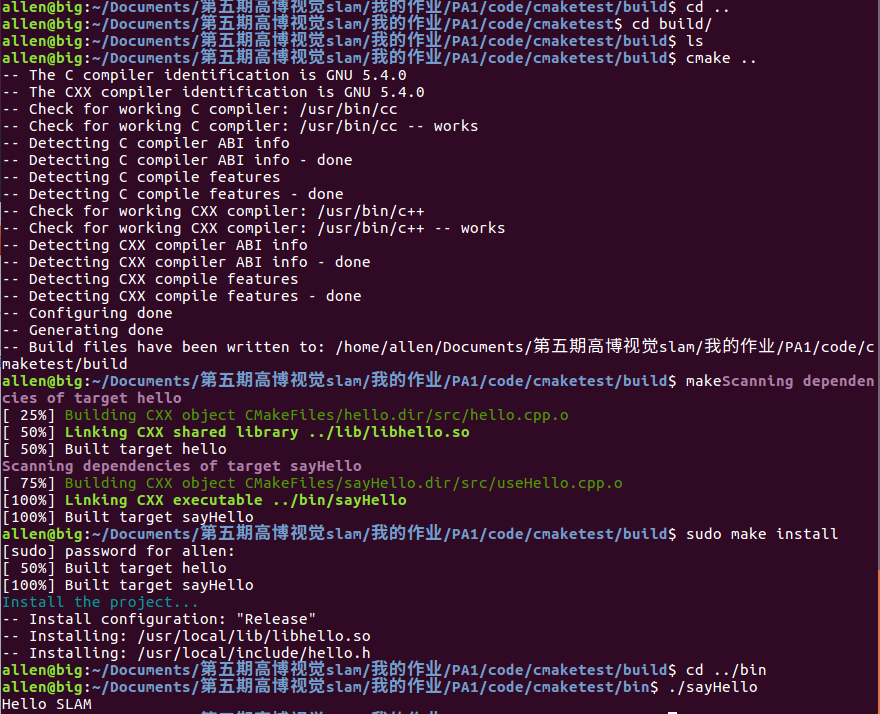 allen@big:~/Documents/第五期高博视觉slam/我的作业/PA1/code/cmaketest/build$ cd ..
allen@big:~/Documents/第五期高博视觉slam/我的作业/PA1/code/cmaketest$ cd build/
allen@big:~/Documents/第五期高博视觉slam/我的作业/PA1/code/cmaketest/build$ ls
allen@big:~/Documents/第五期高博视觉slam/我的作业/PA1/code/cmaketest/build$ cmake ..
-- The C compiler identification is GNU 5.4.0
-- The CXX compiler identification is GNU 5.4.0
-- Check for working C compiler: /usr/bin/cc
-- Check for working C compiler: /usr/bin/cc -- works
-- Detecting C compiler ABI info
-- Detecting C compiler ABI info - done
-- Detecting C compile features
-- Detecting C compile features - done
-- Check for working CXX compiler: /usr/bin/c++
-- Check for working CXX compiler: /usr/bin/c++ -- works
-- Detecting CXX compiler ABI info
-- Detecting CXX compiler ABI info - done
-- Detecting CXX compile features
-- Detecting CXX compile features - done
-- Configuring done
-- Generating done
-- Build files have been written to: /home/allen/Documents/第五期高博视觉slam/我的作业/PA1/code/c
maketest/build
allen@big:~/Documents/第五期高博视觉slam/我的作业/PA1/code/cmaketest/build$ makeScanning dependen
cies of target hello
[ 25%] Building CXX object CMakeFiles/hello.dir/src/hello.cpp.o
[ 50%] Linking CXX shared library ../lib/libhello.so
[ 50%] Built target hello
Scanning dependencies of target sayHello
[ 75%] Building CXX object CMakeFiles/sayHello.dir/src/useHello.cpp.o
[100%] Linking CXX executable ../bin/sayHello
[100%] Built target sayHello
allen@big:~/Documents/第五期高博视觉slam/我的作业/PA1/code/cmaketest/build$ sudo make install
[sudo] password for allen:
[ 50%] Built target hello
[100%] Built target sayHello
Install the project...
-- Install configuration: "Release"
-- Installing: /usr/local/lib/libhello.so
-- Installing: /usr/local/include/hello.h
allen@big:~/Documents/第五期高博视觉slam/我的作业/PA1/code/cmaketest/build$ cd ../bin
allen@big:~/Documents/第五期高博视觉slam/我的作业/PA1/code/cmaketest/bin$ ./sayHello
Hello SLAM